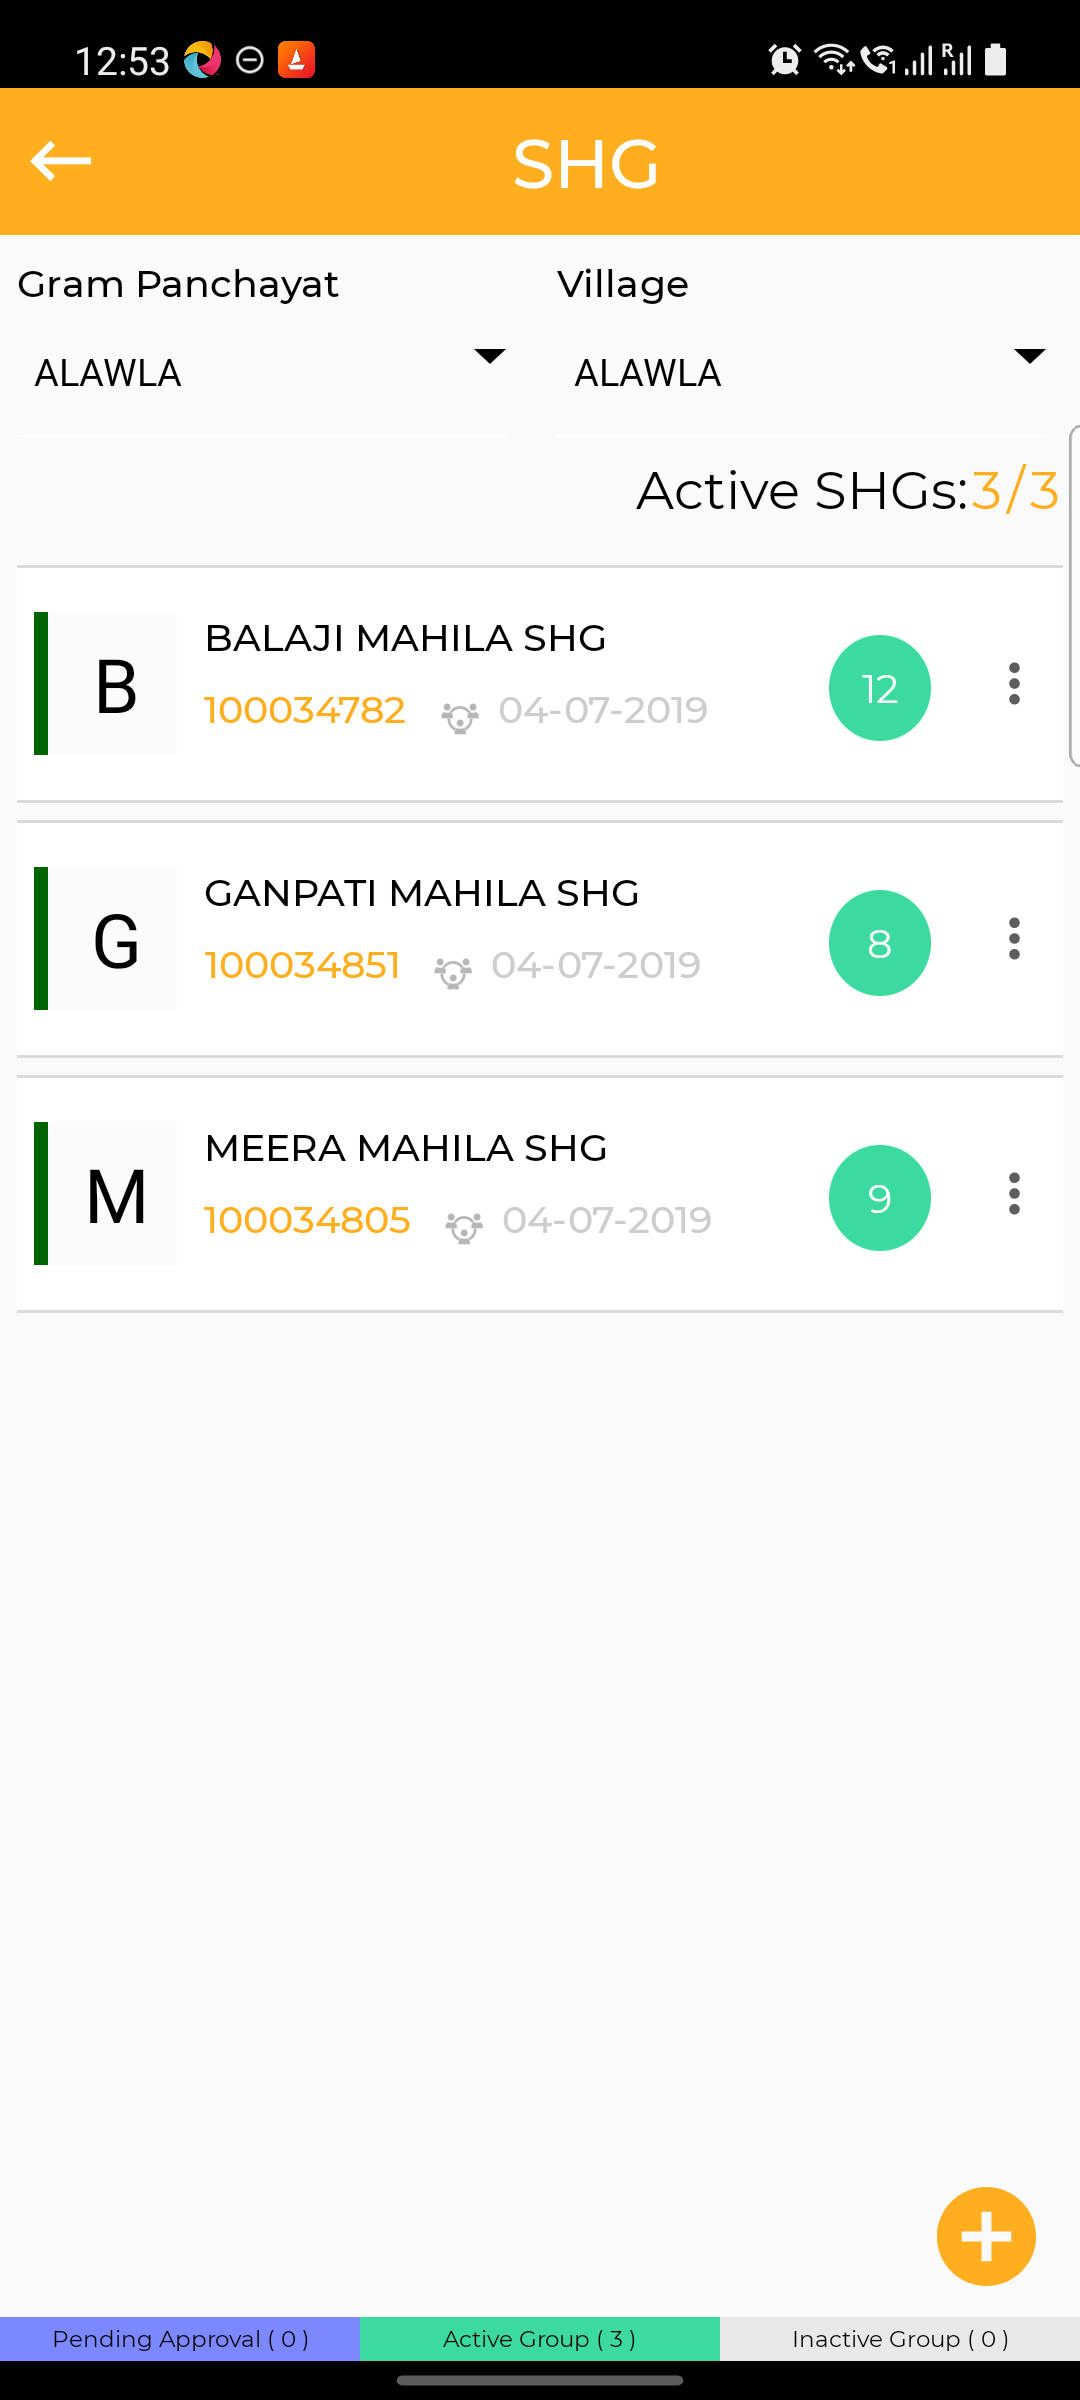 12:53
SHG
Gram Panchayat Village
ALAWLA ALAWLA
Active SHGs:3/3
B
BALAJI MAHILA SHG
100034782 04-07-2019
12
G
GANPATI MAHILA SHG
100034851 04-07-2019
8
M
MEERA MAHILA SHG
100034805 04-07-2019
9
Pending Approval ( 0 ) Active Group ( 3 ) Inactive Group ( 0 )